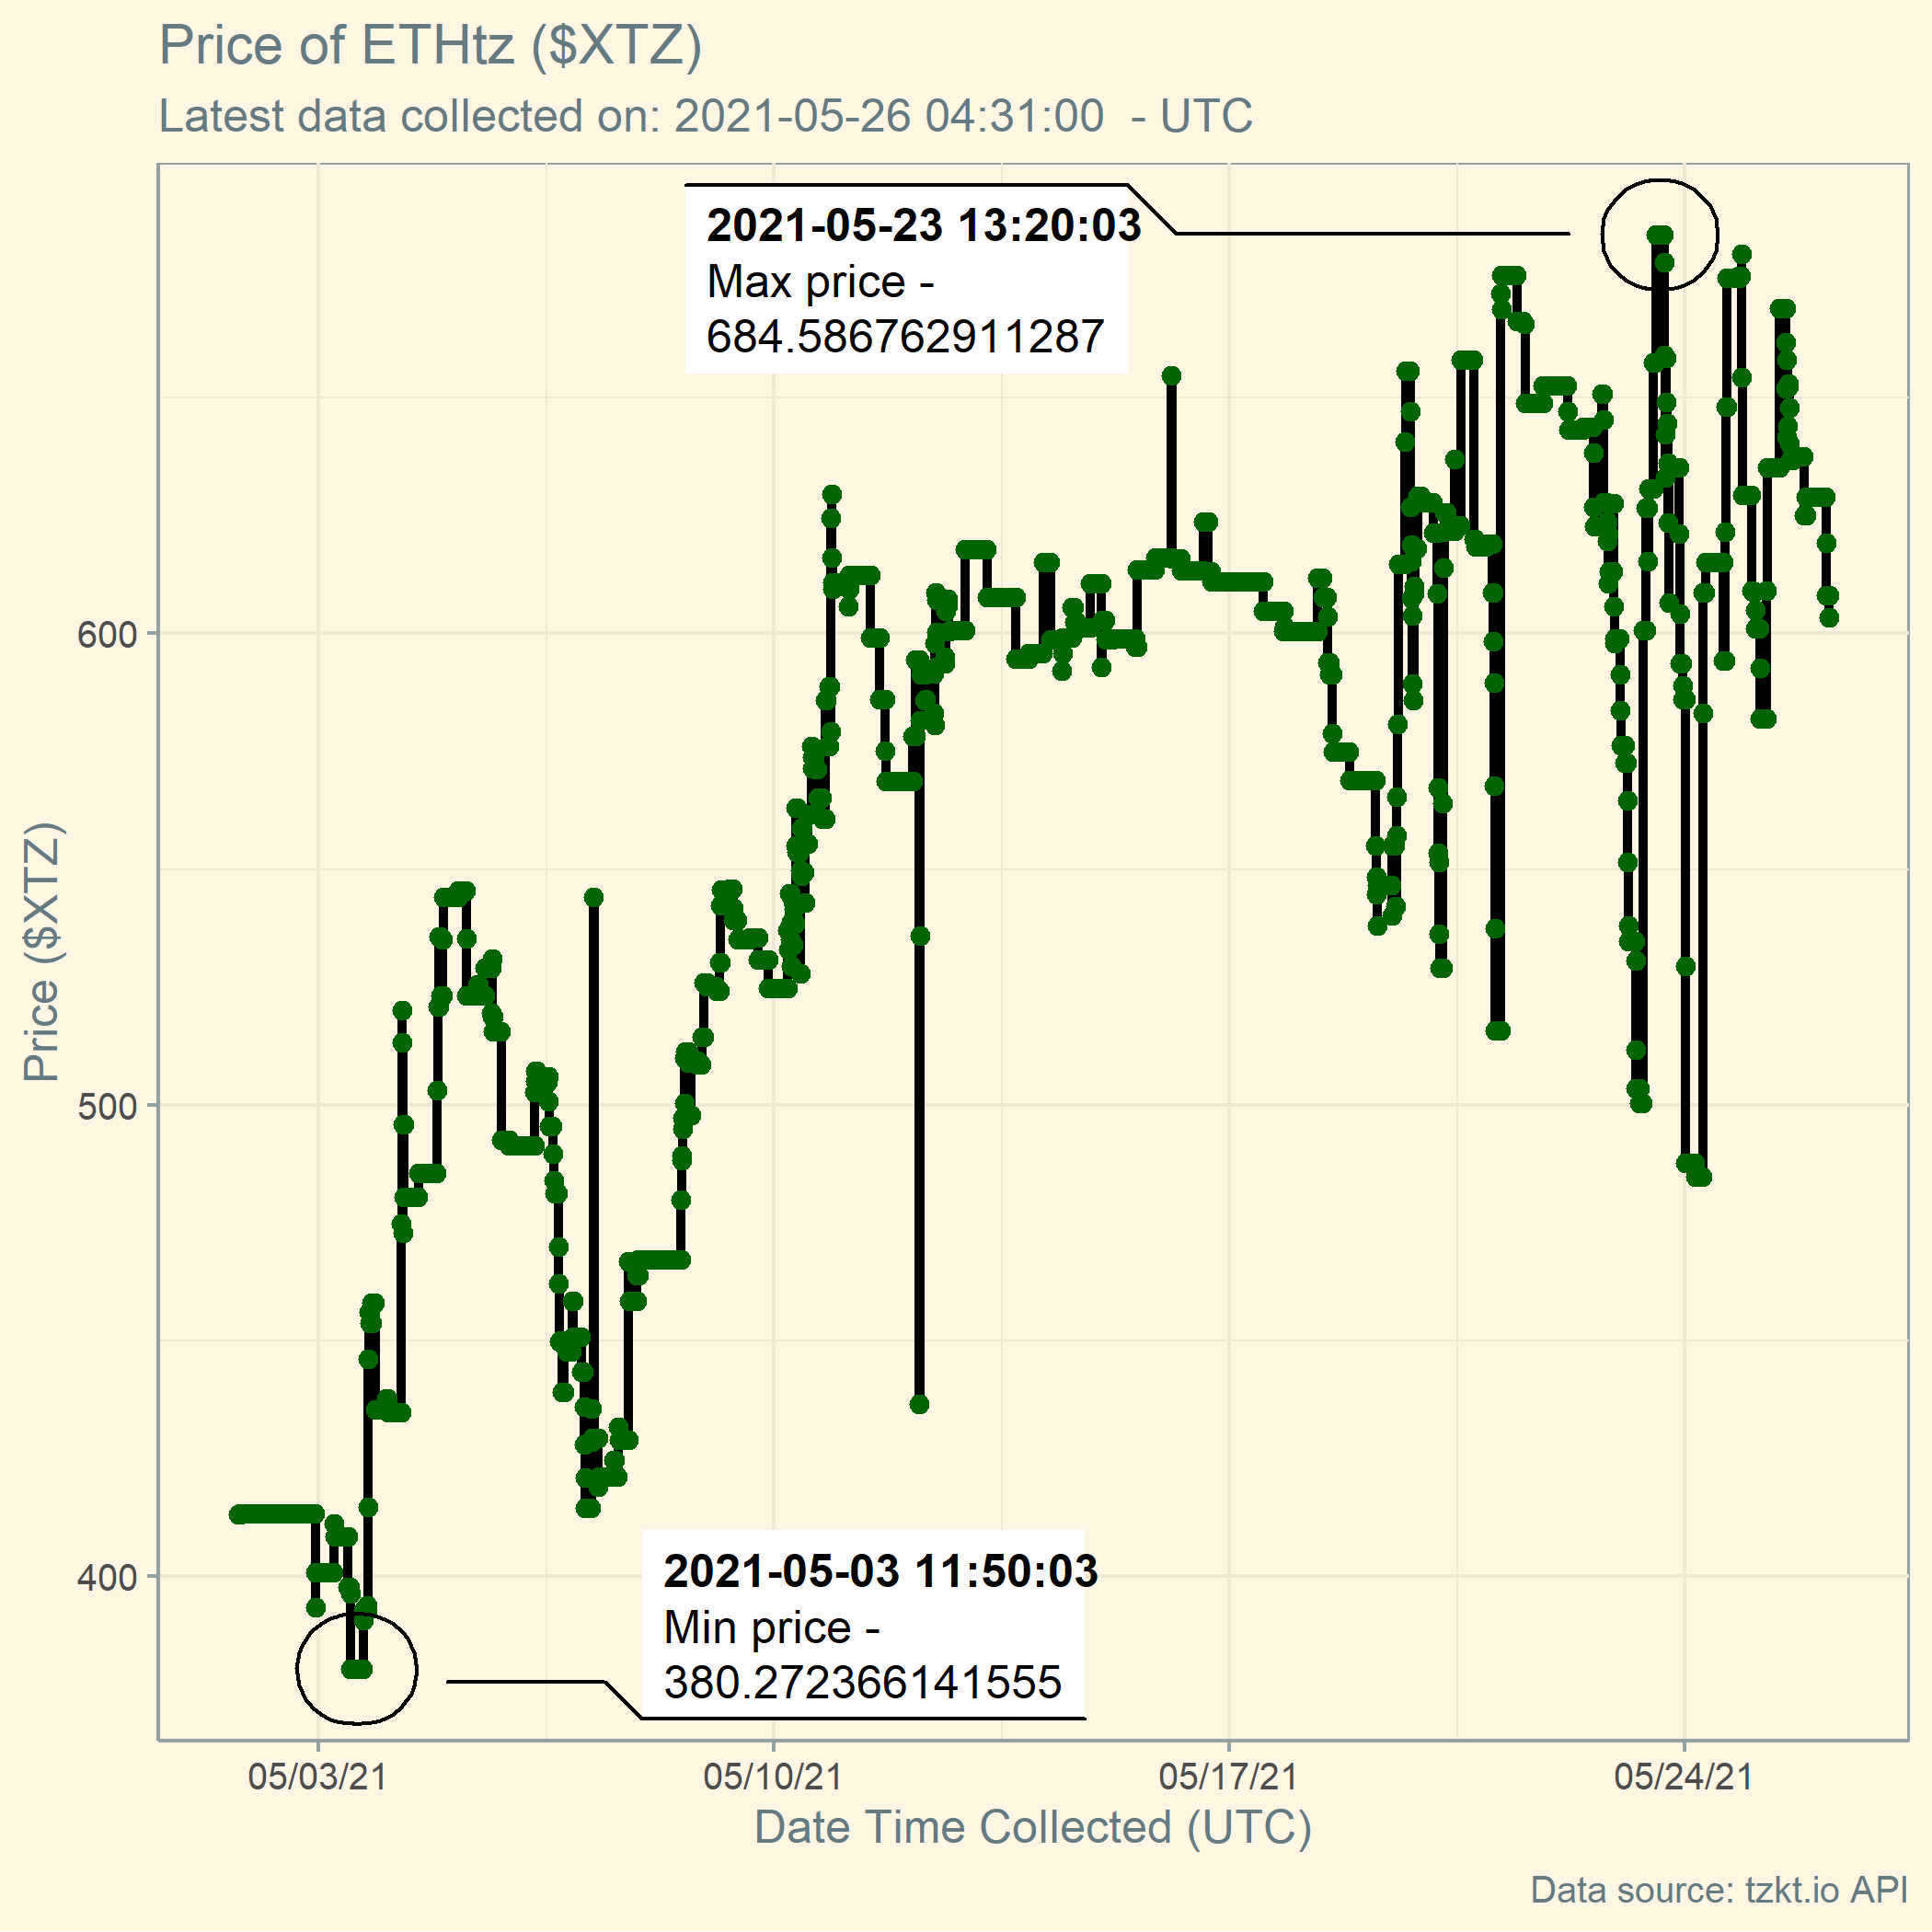 Price of ETHtz ($XTZ)
Latest data collected on: 2021-05-26 04:31:00  - UTC
2021-05-23 13:20:03
Max price -
684.586762911287
600
500
400
Price ($XTZ)
2021-05-03 11:50:03
Min price -
380.272366141555
05/03/21
05/10/21
05/17/21
05/24/21
Date Time Collected (UTC)
Data source: tzkt.io API